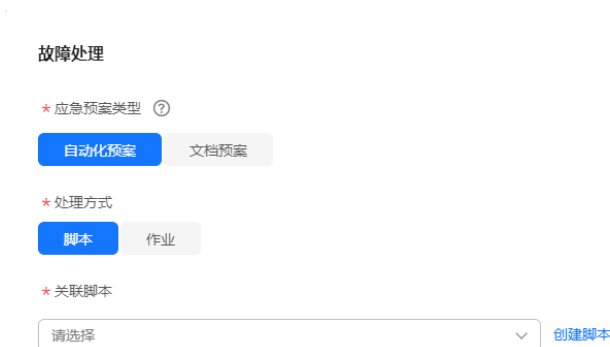 故障处理
* 应急预案类型 ?
自动化预案 文档预案
* 处理方式
脚本 作业
* 关联脚本
请选择 创建脚本